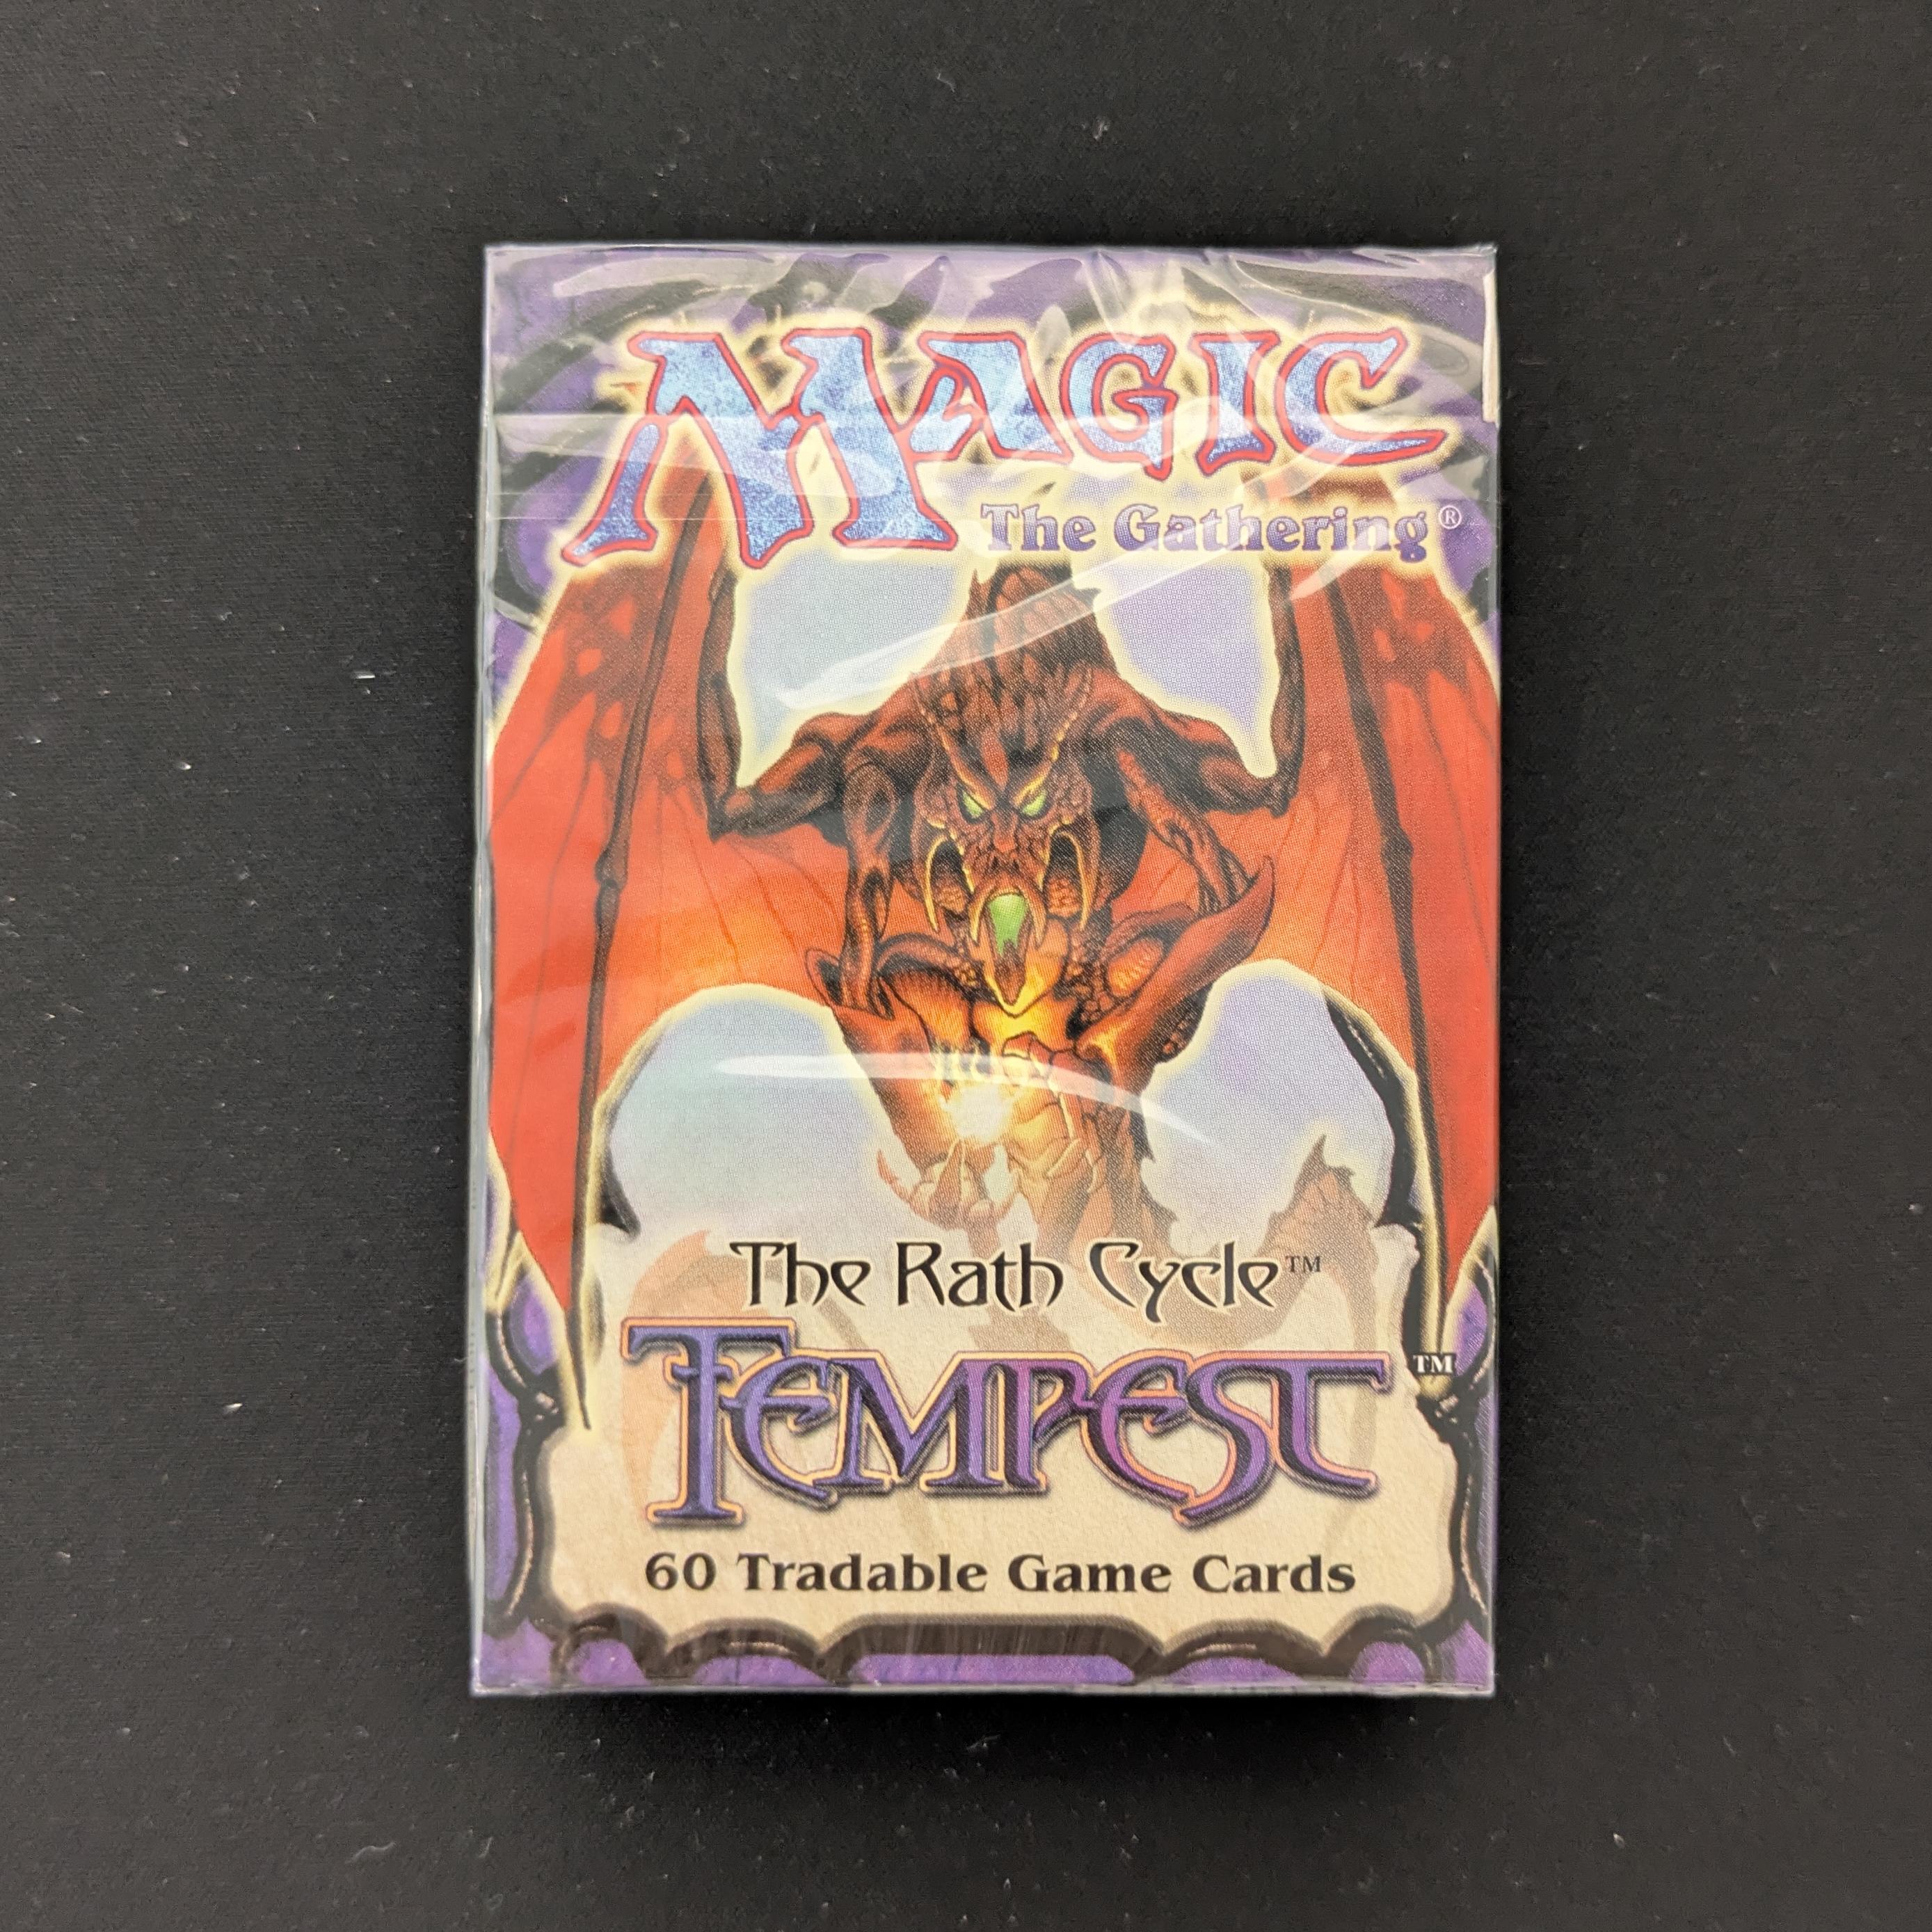 MAGIC
The Gathering®
The Rath Cycle™
TEMPEST™
60 Tradable Game Cards